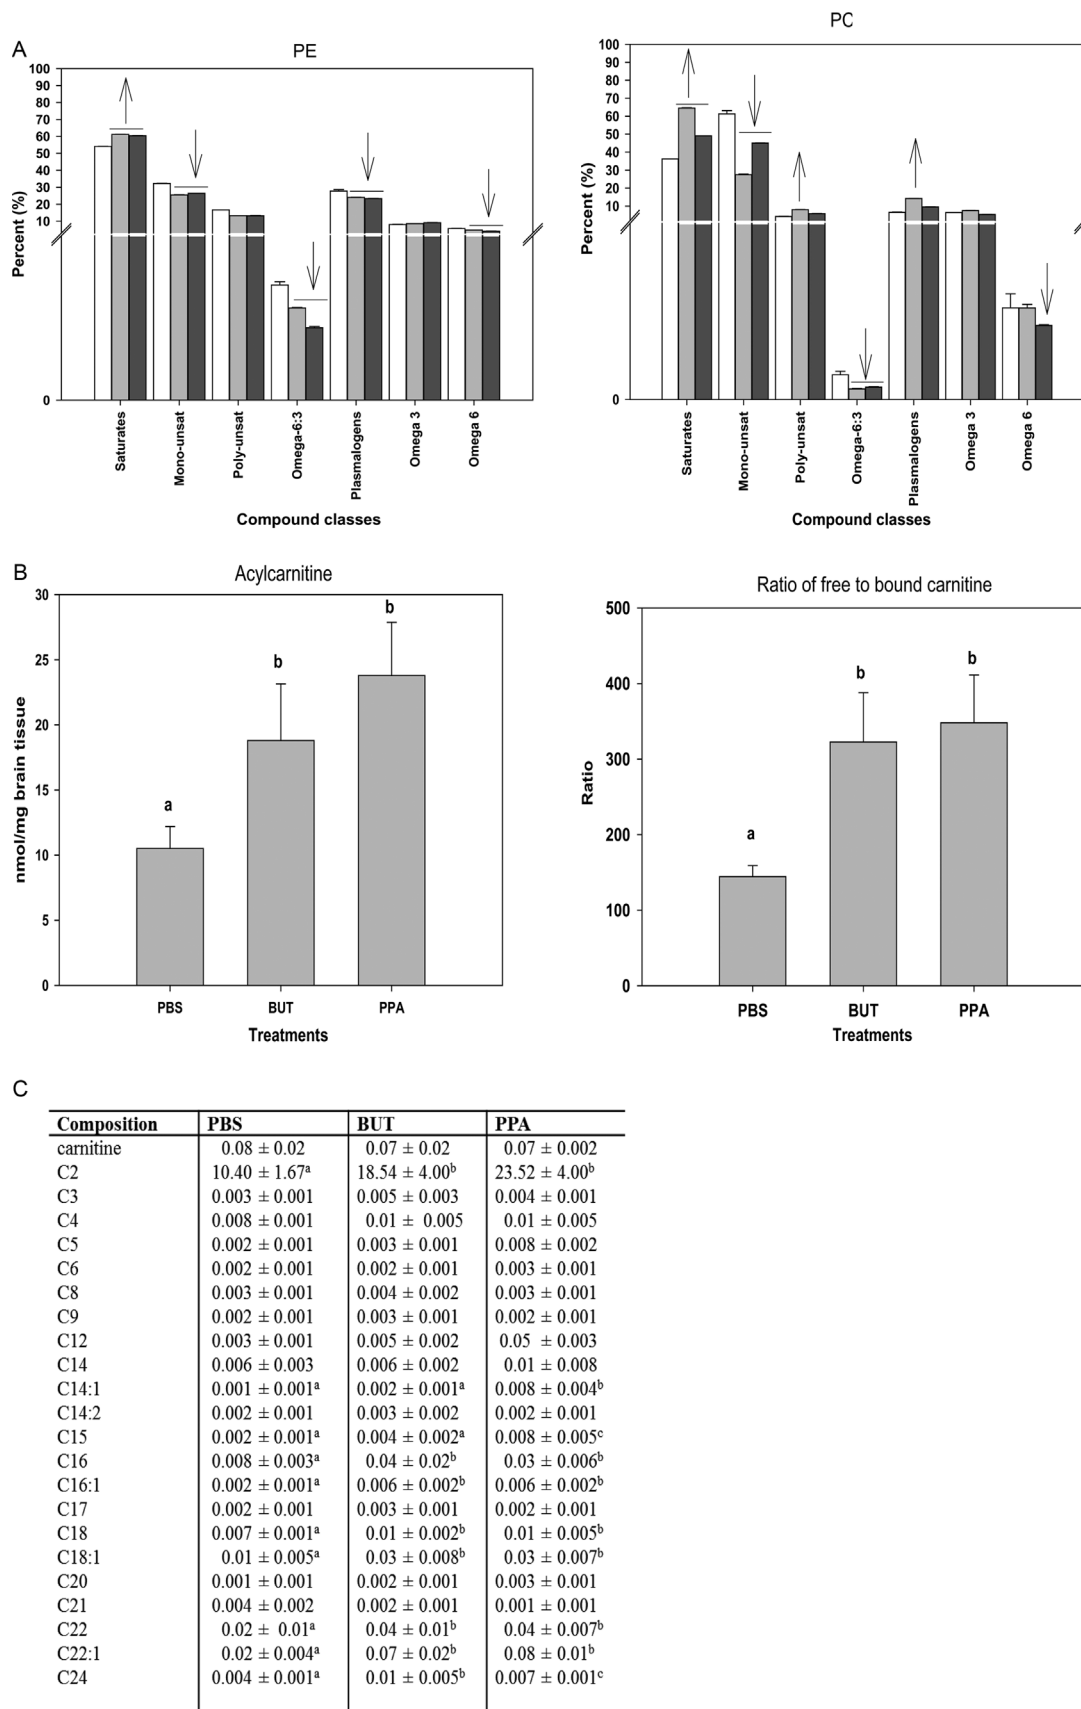 A
PE
PC
100
90
80
70
60
50
40
30
20
10
0
Percent (%)
Saturates
Mono-unsat
Poly-unsat
Omega-6:3
Plasmalogens
Omega 3
Omega 6
Compound classes
100
90
80
70
60
50
40
30
20
10
0
Percent (%)
Saturates
Mono-unsat
Poly-unsat
Omega-6:3
Plasmalogens
Omega 3
Omega 6
Compound classes
B
Acylcarnitine
30
25
20
15
10
5
0
nmol/mg brain tissue
a
b
b
PBS
BUT
PPA
Treatments
Ratio of free to bound carnitine
500
400
300
200
100
0
Ratio
a
b
b
PBS
BUT
PPA
Treatments
C
Composition PBS BUT PPA
carnitine 0.08 ± 0.02 0.07 ± 0.02 0.07 ± 0.002
C2 10.40 ± 1.67ᵃ 18.54 ± 4.00ᵇ 23.52 ± 4.00ᵇ
C3 0.003 ± 0.001 0.005 ± 0.003 0.004 ± 0.001
C4 0.008 ± 0.001 0.01 ± 0.005 0.01 ± 0.005
C5 0.002 ± 0.001 0.003 ± 0.001 0.008 ± 0.002
C6 0.002 ± 0.001 0.002 ± 0.001 0.003 ± 0.001
C8 0.003 ± 0.001 0.004 ± 0.002 0.003 ± 0.001
C9 0.002 ± 0.001 0.003 ± 0.001 0.002 ± 0.001
C12 0.003 ± 0.001 0.005 ± 0.002 0.05 ± 0.003
C14 0.006 ± 0.003 0.006 ± 0.002 0.01 ± 0.008
C14:1 0.001 ± 0.001ᵃ 0.002 ± 0.001ᵃ 0.008 ± 0.004ᵇ
C14:2 0.002 ± 0.001 0.003 ± 0.002 0.002 ± 0.001
C15 0.002 ± 0.001ᵃ 0.004 ± 0.002ᵃ 0.008 ± 0.005ᶜ
C16 0.008 ± 0.003ᵃ 0.04 ± 0.02ᵇ 0.03 ± 0.006ᵇ
C16:1 0.002 ± 0.001ᵃ 0.006 ± 0.002ᵇ 0.006 ± 0.002ᵇ
C17 0.002 ± 0.001 0.003 ± 0.001 0.002 ± 0.001
C18 0.007 ± 0.001ᵃ 0.01 ± 0.002ᵇ 0.01 ± 0.005ᵇ
C18:1 0.01 ± 0.005ᵃ 0.03 ± 0.008ᵇ 0.03 ± 0.007ᵇ
C20 0.001 ± 0.001 0.002 ± 0.001 0.003 ± 0.001
C21 0.004 ± 0.002 0.002 ± 0.001 0.001 ± 0.001
C22 0.02 ± 0.01ᵃ 0.04 ± 0.01ᵇ 0.04 ± 0.007ᵇ
C22:1 0.02 ± 0.004ᵃ 0.07 ± 0.02ᵇ 0.08 ± 0.01ᵇ
C24 0.004 ± 0.001ᵃ 0.01 ± 0.005ᵇ 0.007 ± 0.001ᶜ